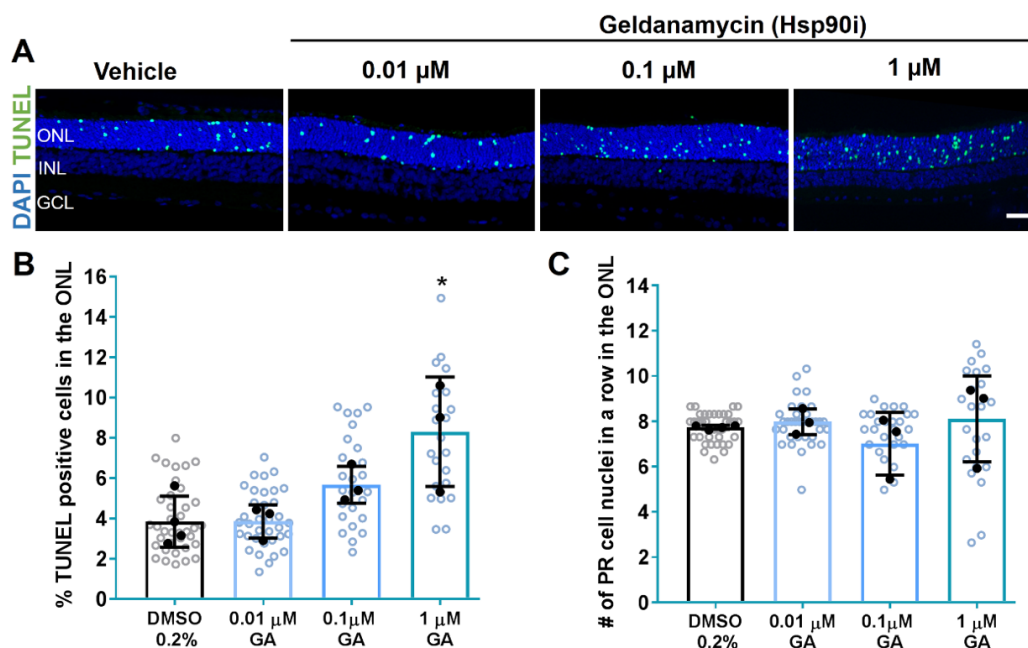 Geldanamycin (Hsp90i)
A
Vehicle
0.01 µM
0.1 µM
1 µM
DAPI TUNEL
ONL
INL
GCL
B
% TUNEL positive cells in the ONL
16
14
12
10
8
6
4
2
0
*
DMSO
0.2%
0.01 µM
GA
0.1µM
GA
1 µM
GA
C
# of PR cell nuclei in a row in the ONL
14
12
10
8
6
4
2
0
DMSO
0.2%
0.01 µM
GA
0.1µM
GA
1 µM
GA